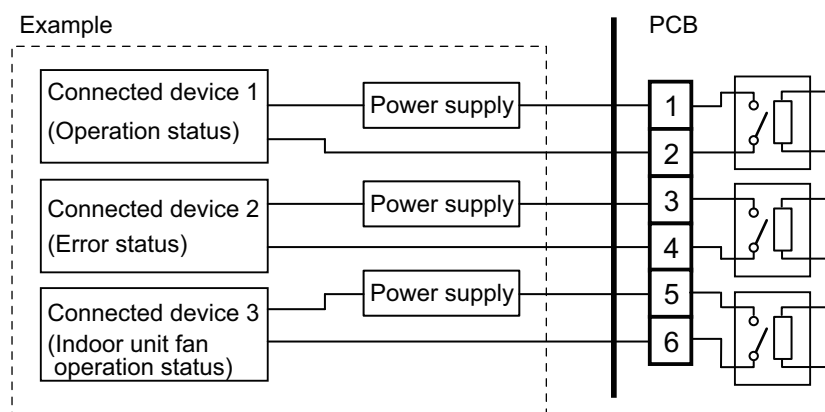 Example
PCB
Connected device 1
(Operation status)
Power supply
1
2
Connected device 2
(Error status)
Power supply
3
4
Connected device 3
(Indoor unit fan
operation status)
Power supply
5
6